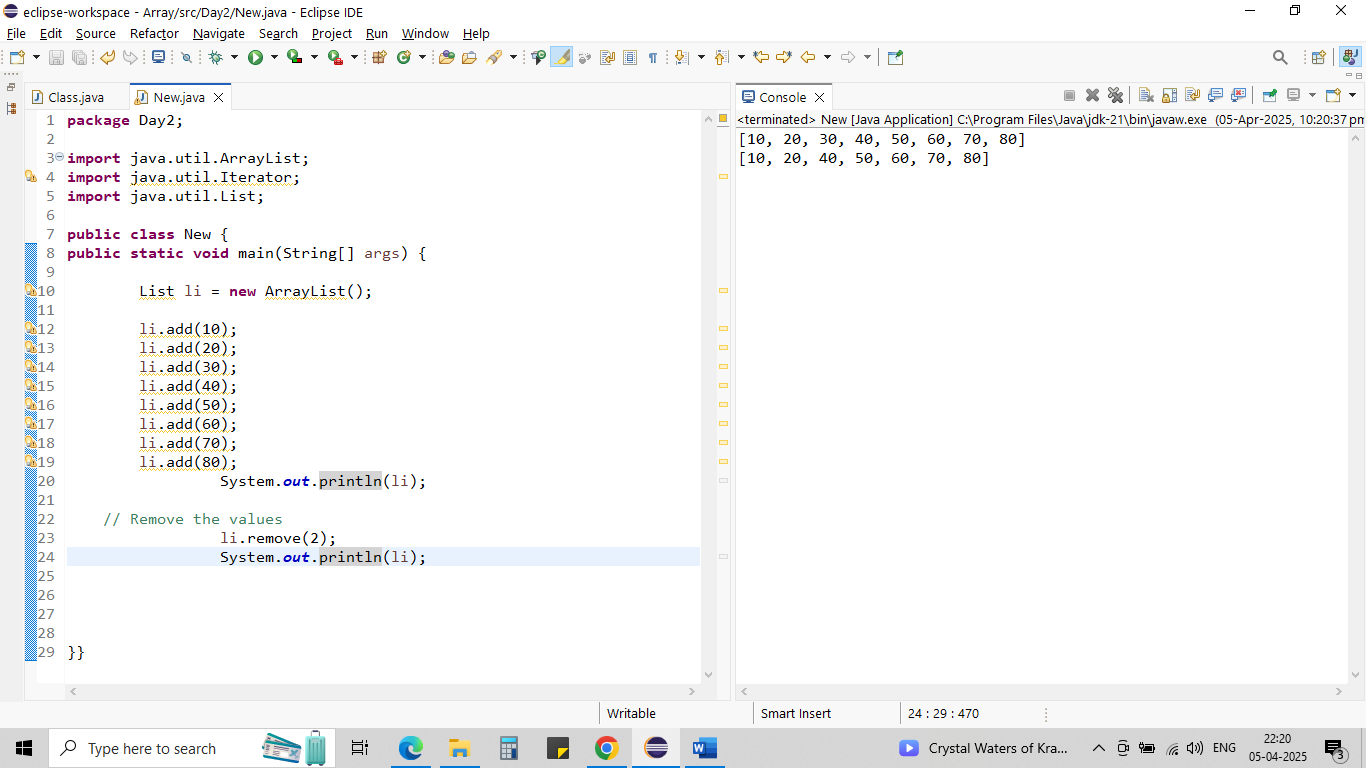 eclipse-workspace - Array/src/Day2/New.java - Eclipse IDE
File Edit Source Refactor Navigate Search Project Run Window Help
Class.java New.java
1 package Day2;
2
3 import java.util.ArrayList;
4 import java.util.Iterator;
5 import java.util.List;
6
7 public class New {
8 public static void main(String[] args) {
9
10 List li = new ArrayList();
11
12 li.add(10);
13 li.add(20);
14 li.add(30);
15 li.add(40);
16 li.add(50);
17 li.add(60);
18 li.add(70);
19 li.add(80);
20 System.out.println(li);
21
22 // Remove the values
23 li.remove(2);
24 System.out.println(li);
25
26
27
28
29 }}
Console
<terminated> New [Java Application] C:\Program Files\Java\jdk-21\bin\javaw.exe (05-Apr-2025, 10:20:37 pm
[10, 20, 30, 40, 50, 60, 70, 80]
[10, 20, 40, 50, 60, 70, 80]
Writable Smart Insert 24 : 29 : 470
Type here to search
Crystal Waters of Kra...
ENG
22:20
05-04-2025
3